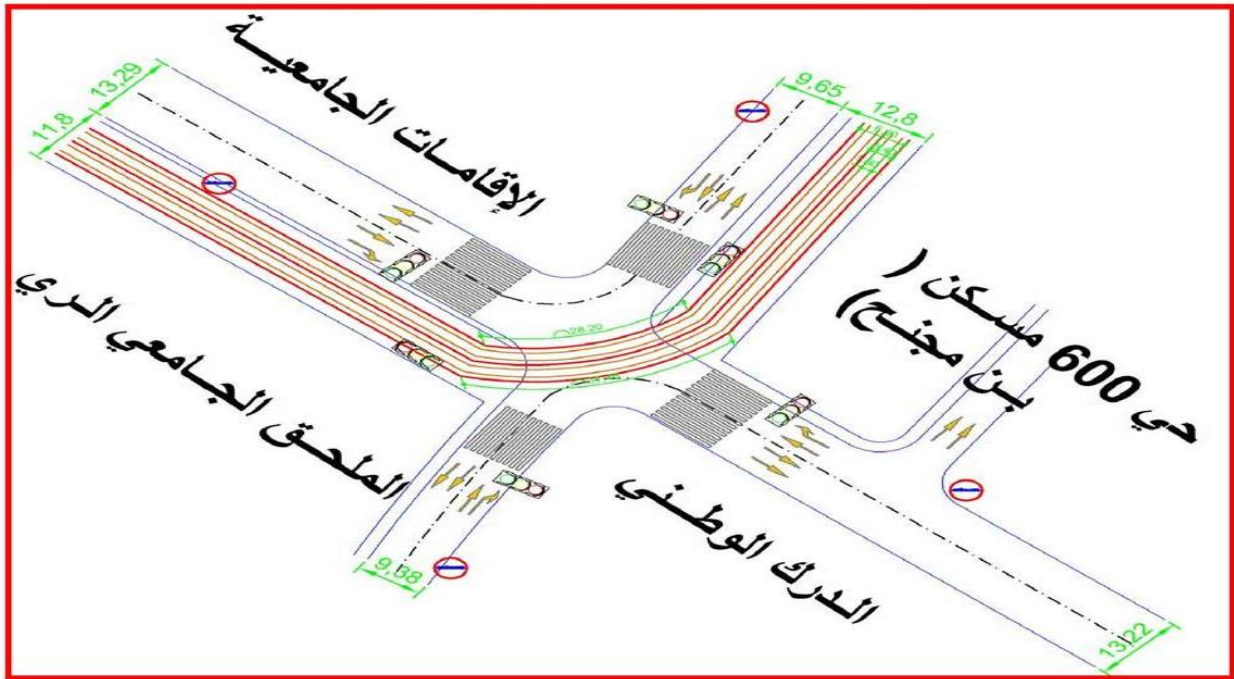 الإقامات الجامعية
13,29
11,8
9,65
12,8
حي 600 مسكن (
بن مجنح)
28.20
الملحق الجامعي الري
الدرك الوطني
9,38
13,22